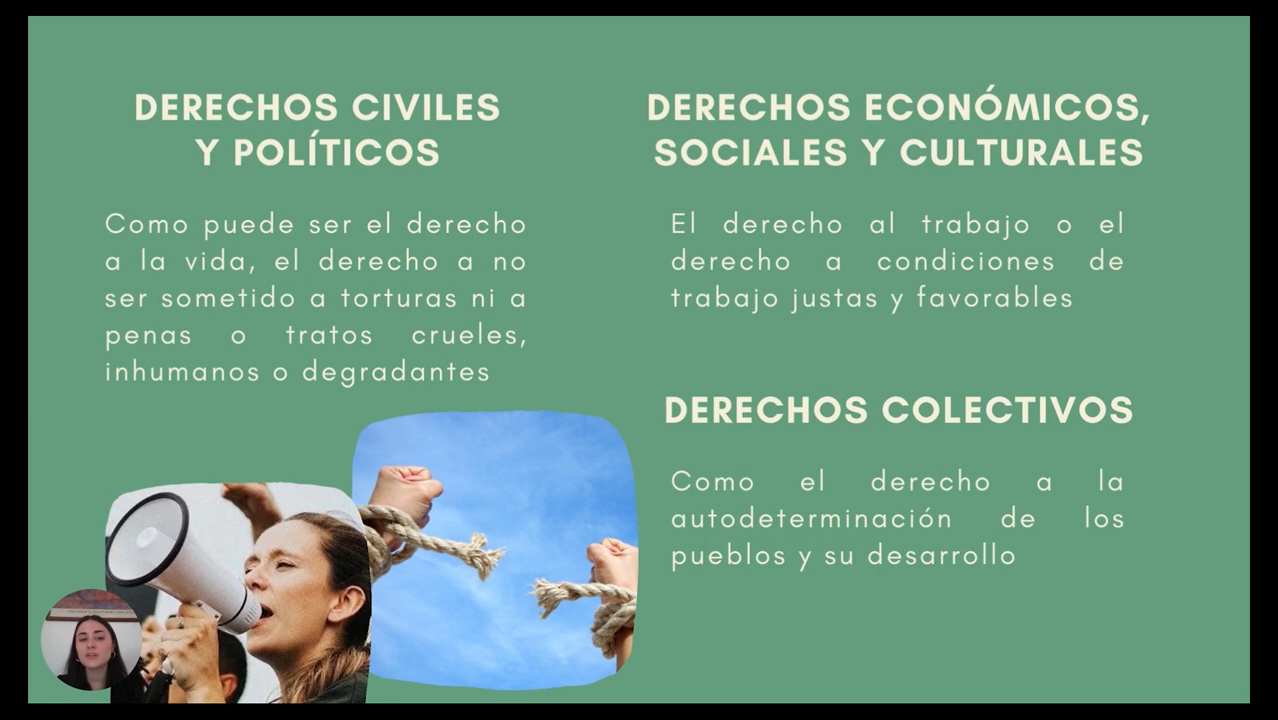 DERECHOS CIVILES
Y POLÍTICOS
Como puede ser el derecho
a la vida, el derecho a no
ser sometido a torturas ni a
penas o tratos crueles,
inhumanos o degradantes
DERECHOS ECONÓMICOS,
SOCIALES Y CULTURALES
El derecho al trabajo o el
derecho a condiciones de
trabajo justas y favorables
DERECHOS COLECTIVOS
Como el derecho a la
autodeterminación de los
pueblos y su desarrollo